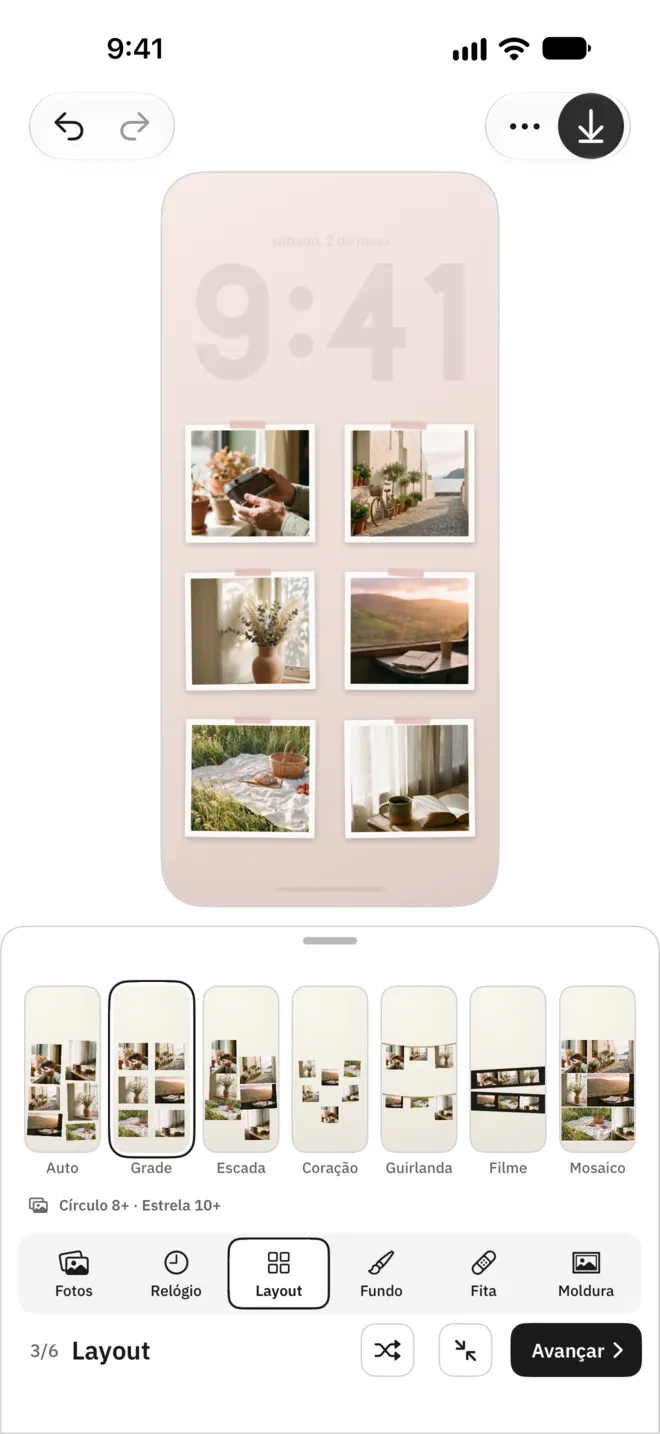 9:41
sábado, 2 de maio
9:41
Auto
Grade
Escada
Coração
Guirlanda
Filme
Mosaico
Círculo 8+ · Estrela 10+
Fotos
Relógio
Layout
Fundo
Fita
Moldura
3/6 Layout
Avançar